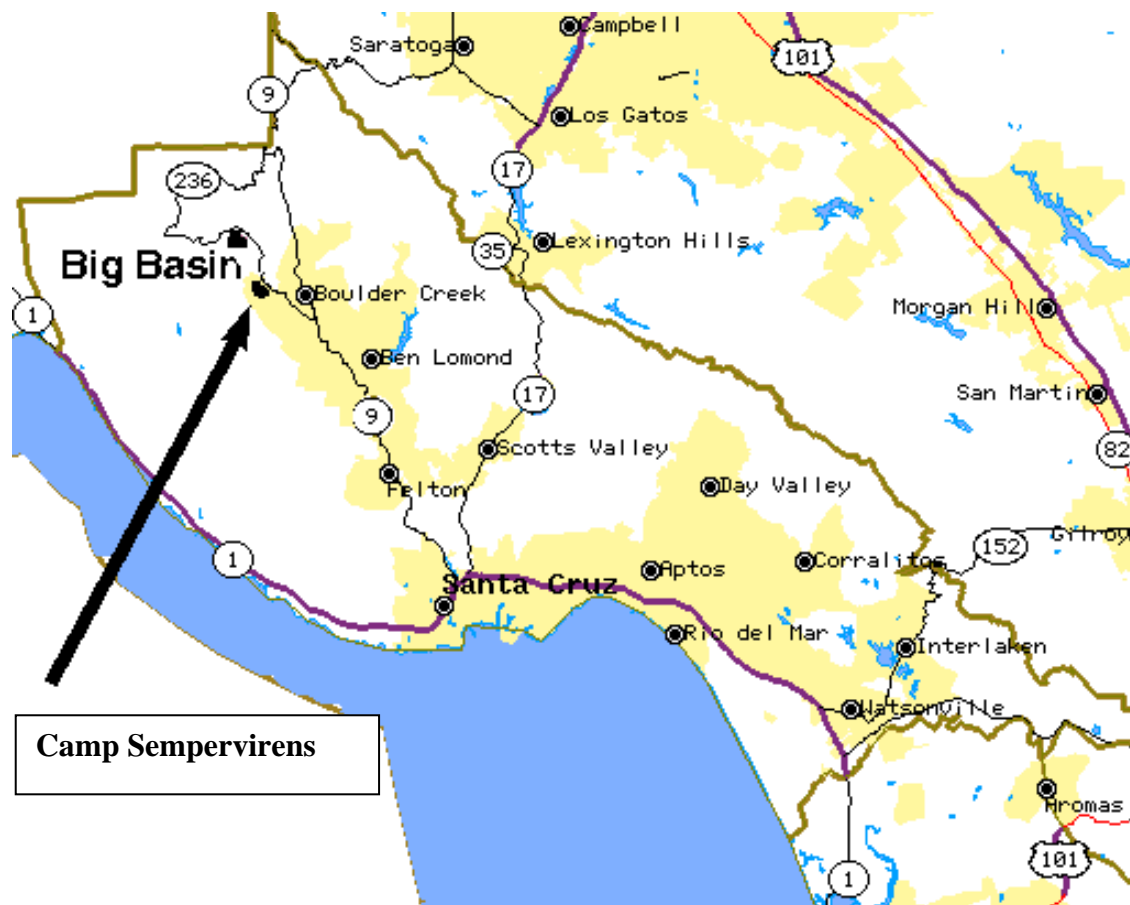 Campbell
Saratoga
101
9
Los Gatos
17
236
35
Lexington Hills
Big Basin
Boulder Creek
Morgan Hill
1
Ben Lomond
17
San Martin
9
Scotts Valley
82
Felton
Day Valley
152
Gilroy
1
Corralitos
Aptos
Santa Cruz
Rio del Mar
Interlaken
Watsonville
Camp Sempervirens
Aromas
101
1